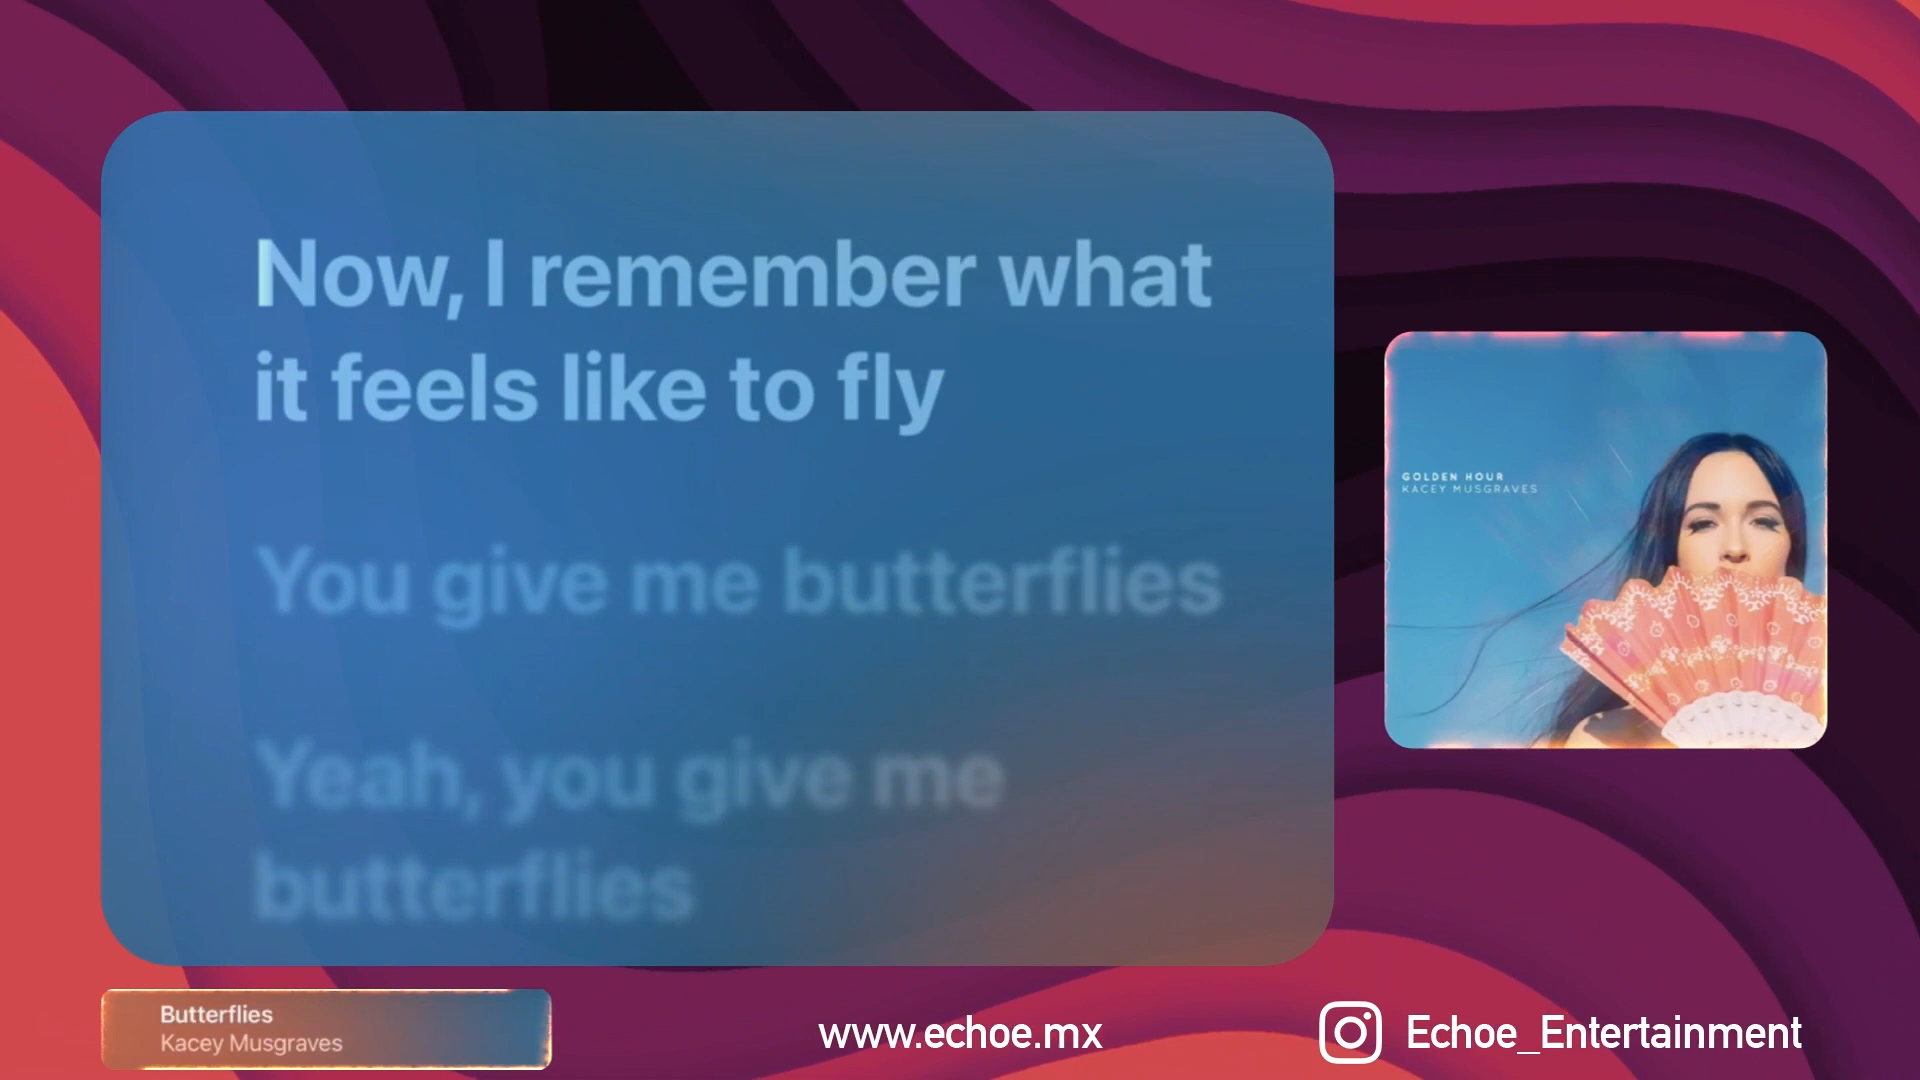 Now, I remember what
it feels like to fly
You give me butterflies
Yeah, you give me
butterflies
GOLDEN HOUR
KACEY MUSGRAVES
Butterflies
Kacey Musgraves
www.echoe.mx
Echoe_Entertainment